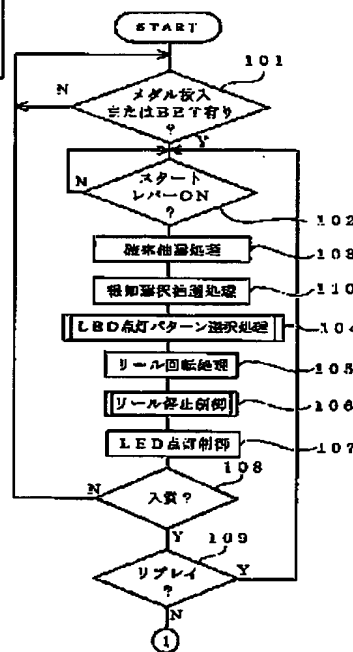 START
101
N
メダル投入
またはBET有り
?
Y
スタート
レバーON
?
N
102
確率抽選処理
103
報知選択抽選処理
110
LED点灯パターン選択処理
104
リール回転処理
105
リール停止制御
106
LED点灯制御
107
108
N
入賞?
Y
109
リプレイ
?
Y
N
1